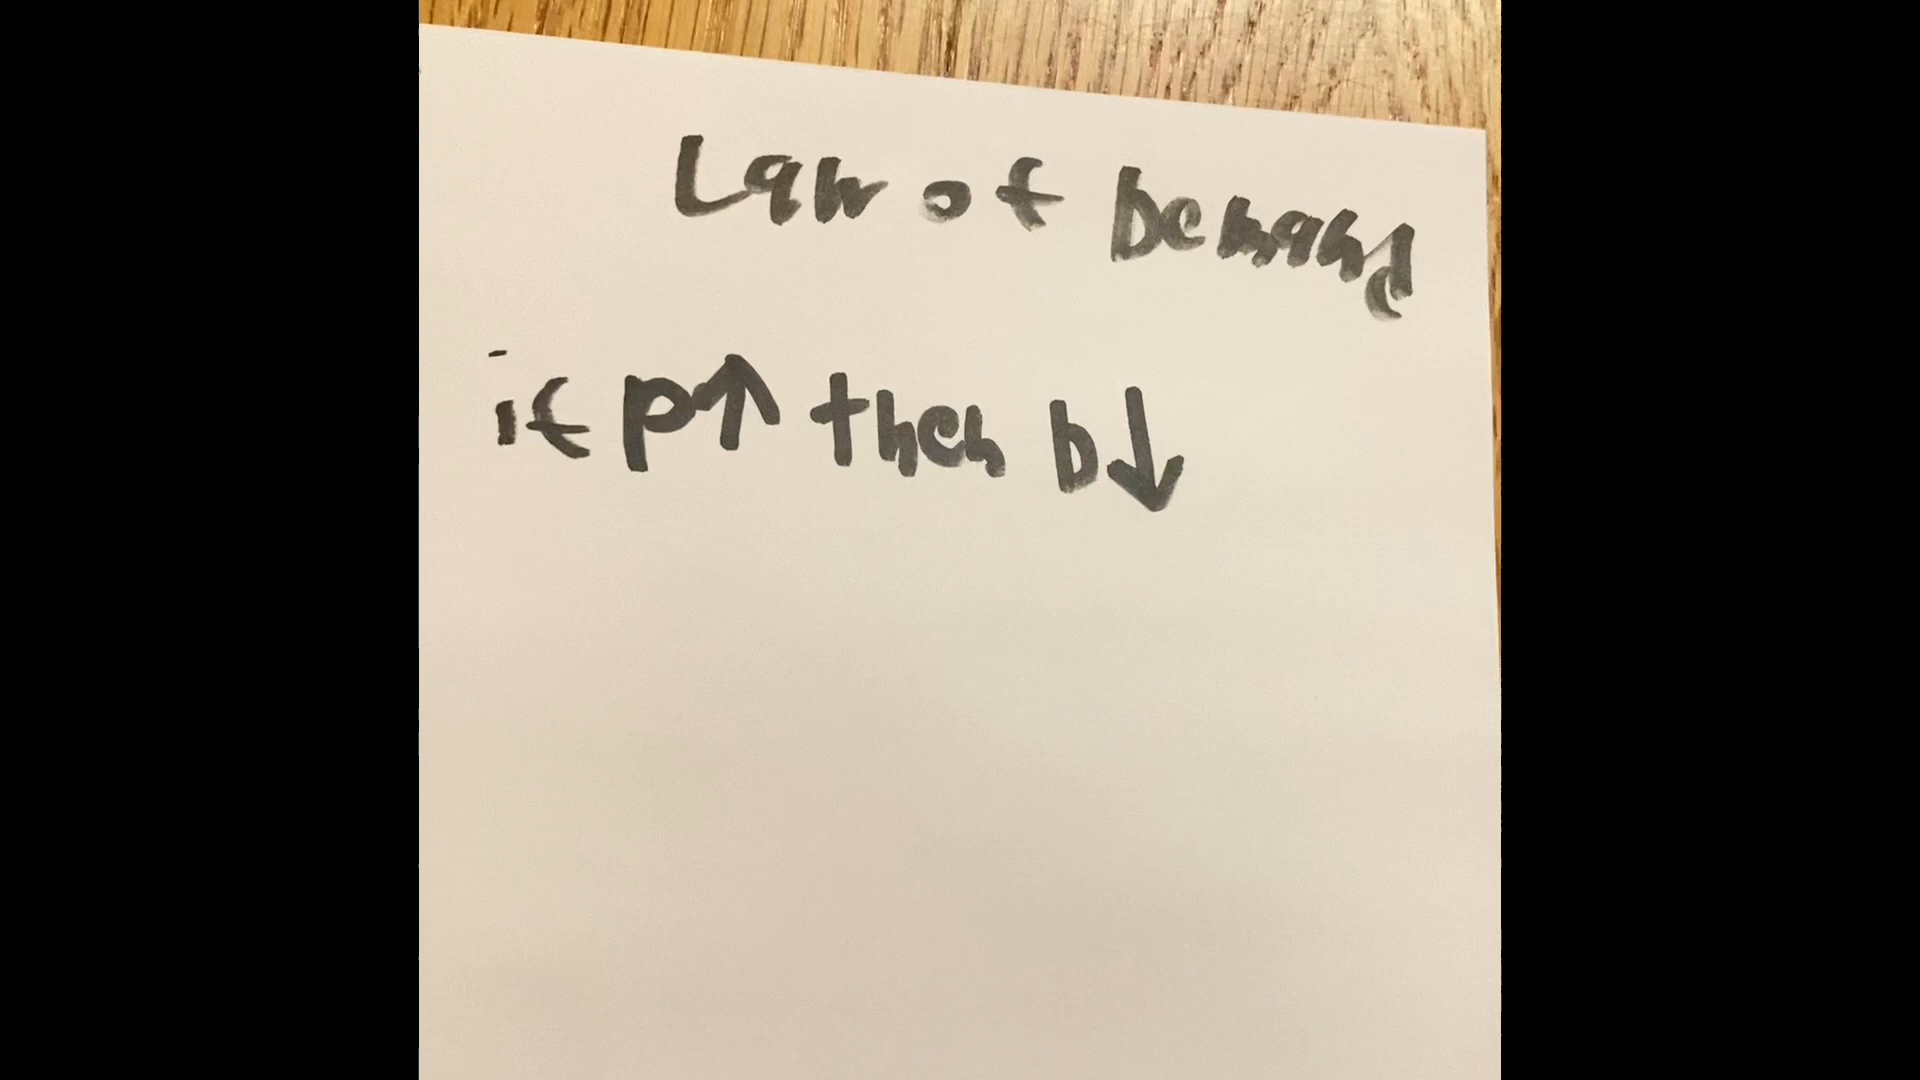 Law of Demand
if P↑ then D↓